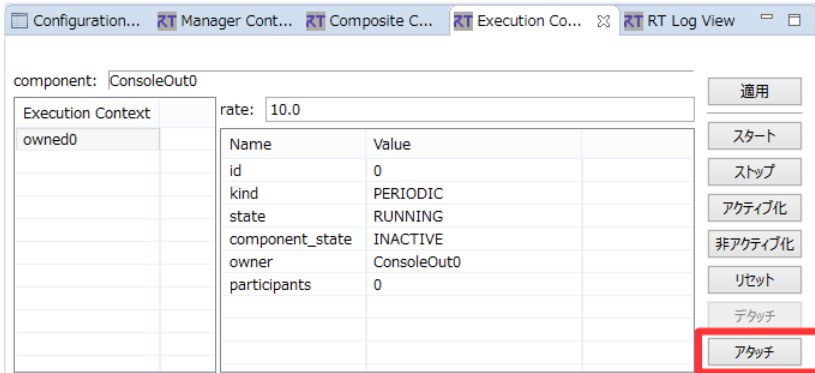 Configuration... RT Manager Cont... RT Composite C... RT Execution Co... RT RT Log View
component: ConsoleOut0
適用
Execution Context rate: 10.0
owned0 Name Value スタート
id 0 ストップ
kind PERIODIC
state RUNNING アクティブ化
component_state INACTIVE 非アクティブ化
owner ConsoleOut0
participants 0 リセット
デタッチ
アタッチ